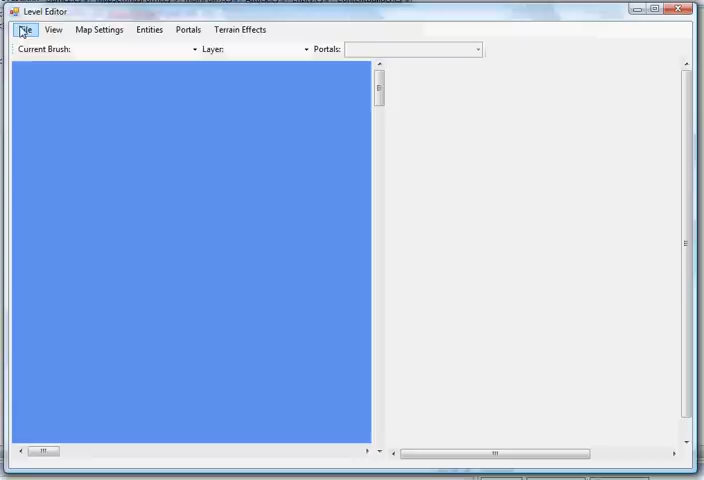 Level Editor
File View Map Settings Entities Portals Terrain Effects
Current Brush: Layer: Portals: